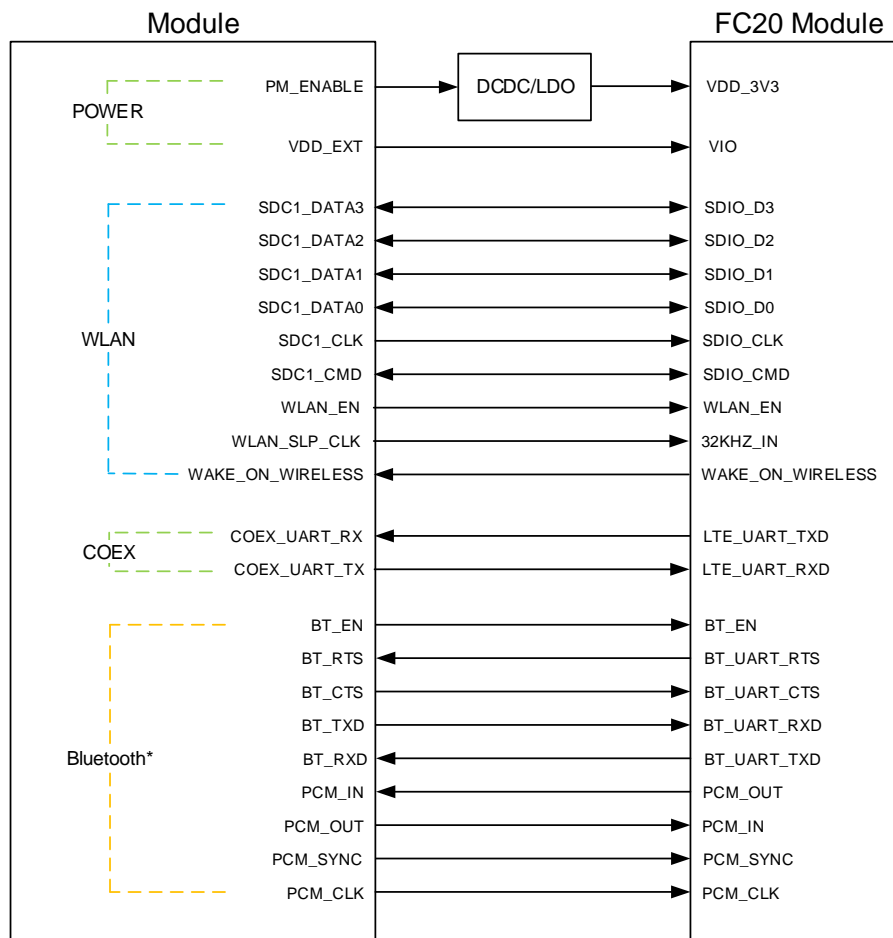 Module FC20 Module
PM_ENABLE DCDC/LDO VDD_3V3
POWER
VDD_EXT VIO
SDC1_DATA3 SDIO_D3
SDC1_DATA2 SDIO_D2
SDC1_DATA1 SDIO_D1
SDC1_DATA0 SDIO_D0
WLAN SDC1_CLK SDIO_CLK
SDC1_CMD SDIO_CMD
WLAN_EN WLAN_EN
WLAN_SLP_CLK 32KHZ_IN
WAKE_ON_WIRELESS WAKE_ON_WIRELESS
COEX_UART_RX LTE_UART_TXD
COEX
COEX_UART_TX LTE_UART_RXD
BT_EN BT_EN
BT_RTS BT_UART_RTS
BT_CTS BT_UART_CTS
BT_TXD BT_UART_RXD
Bluetooth* BT_RXD BT_UART_TXD
PCM_IN PCM_OUT
PCM_OUT PCM_IN
PCM_SYNC PCM_SYNC
PCM_CLK PCM_CLK